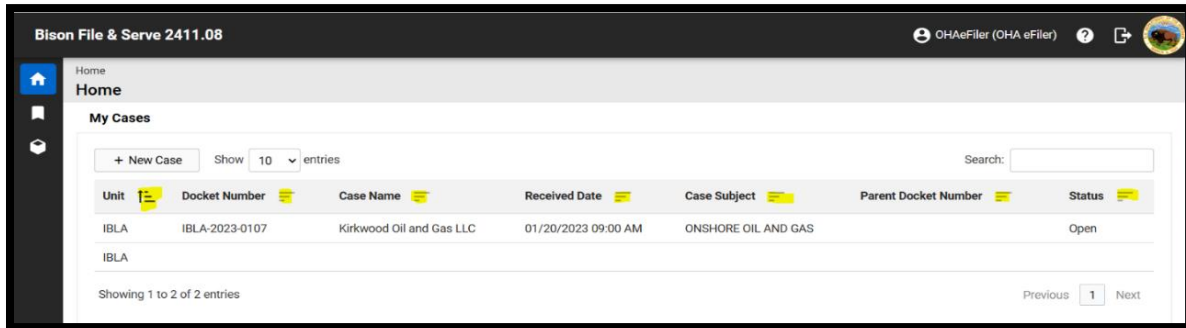 Bison File & Serve 2411.08 OHAeFiler (OHA eFiler)
Home
Home
My Cases
+ New Case Show 10 entries Search:
Unit Docket Number Case Name Received Date Case Subject Parent Docket Number Status
IBLA IBLA-2023-0107 Kirkwood Oil and Gas LLC 01/20/2023 09:00 AM ONSHORE OIL AND GAS Open
IBLA
Showing 1 to 2 of 2 entries Previous 1 Next